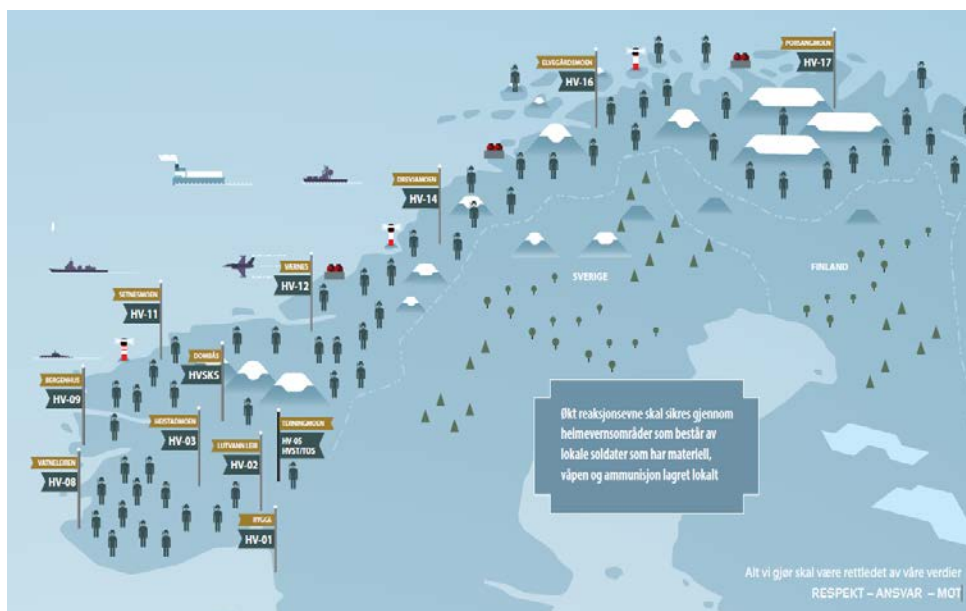 PORSANGMOEN
HV-17
ELVEGÅRDSMOEN
HV-16
DREVJAMOEN
HV-14
VÆRNES
HV-12
SETNESMOEN
HV-11
DOMBÅS
HVSKS
BERGENHUS
HV-09
HEISTADMOEN
HV-03
TERNINGMOEN
HV-05
HVST/TOS
LUTVANN LEIR
HV-02
VATNELEIREN
HV-08
RYGGE
HV-01
SVERIGE
FINLAND
Økt reaksjonsevne skal sikres gjennom
heimevernsområder som består av
lokale soldater som har materiell,
våpen og ammunisjon lagret lokalt
Alt vi gjør skal være rettledet av våre verdier
RESPEKT – ANSVAR – MOT